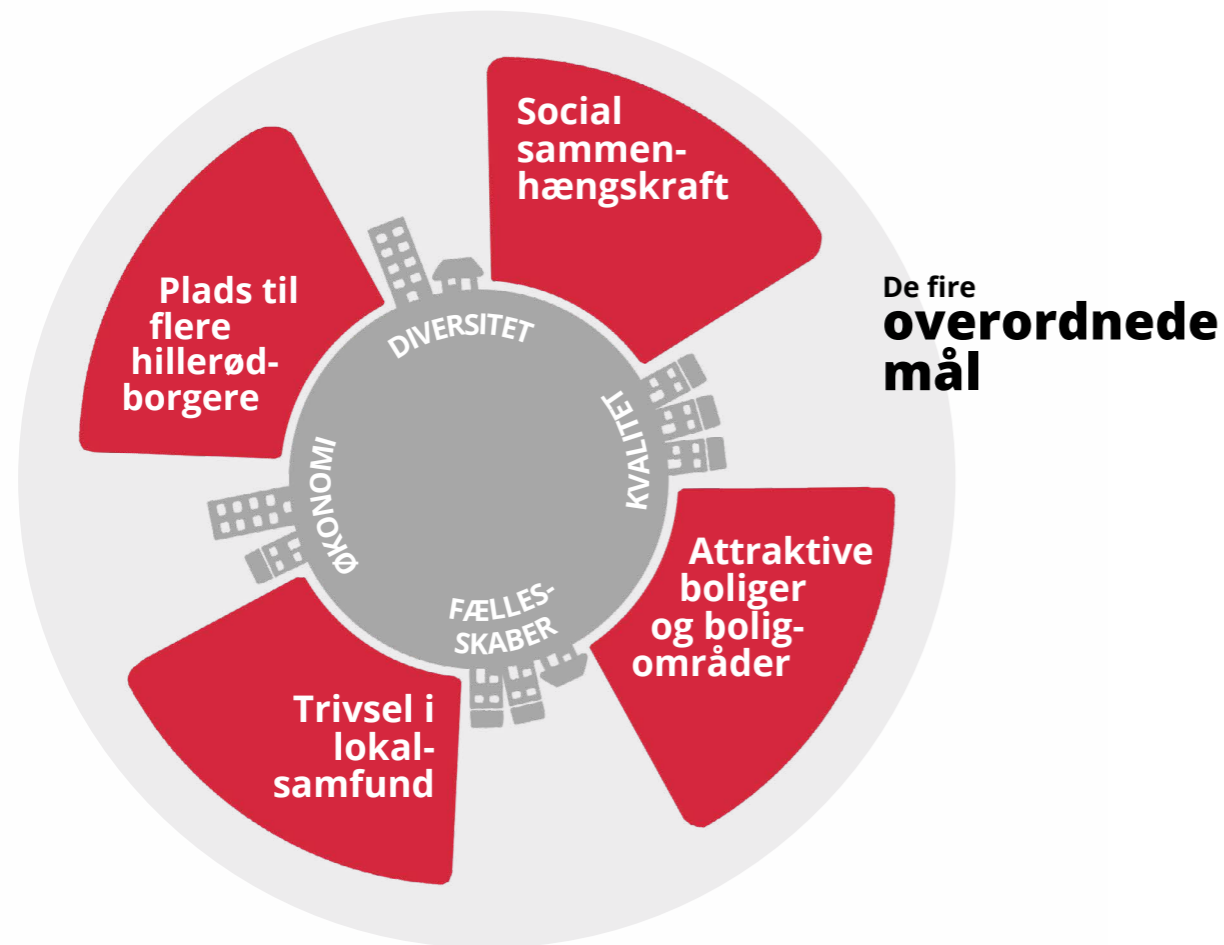 Social
sammen-
hængskraft
De fire
overordnede
mål
Plads til
flere
hillerød-
borgere
DIVERSITET
KVALITET
ØKONOMI
FÆLLES-
SKABER
Attraktive
boliger
og bolig-
områder
Trivsel i
lokal-
samfund